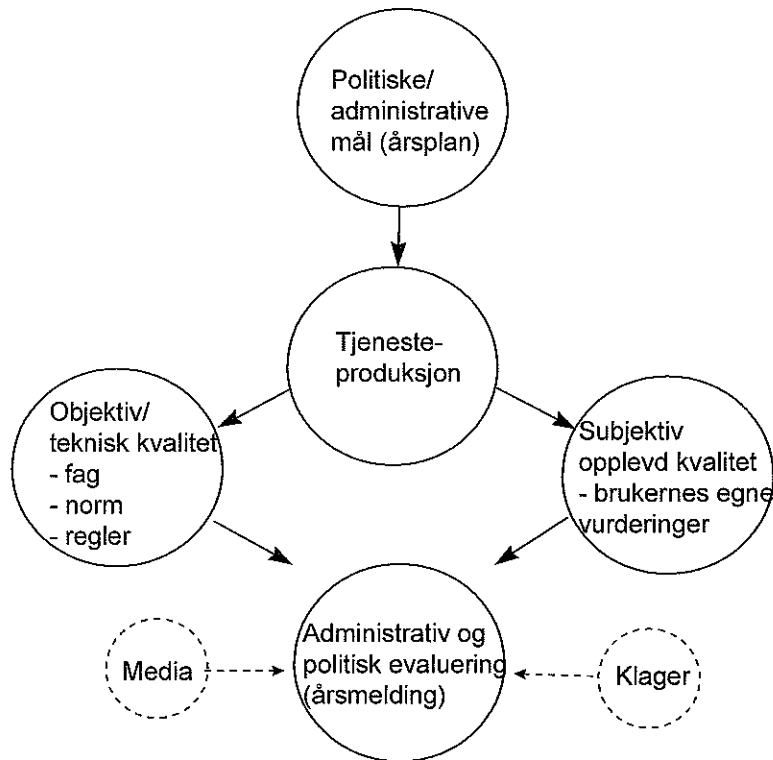 Politiske/
administrative
mål (årsplan)
Tjeneste-
produksjon
Objektiv/
teknisk kvalitet
- fag
- norm
- regler
Subjektiv
opplevd kvalitet
- brukernes egne
vurderinger
Media
Administrativ og
politisk evaluering
(årsmelding)
Klager